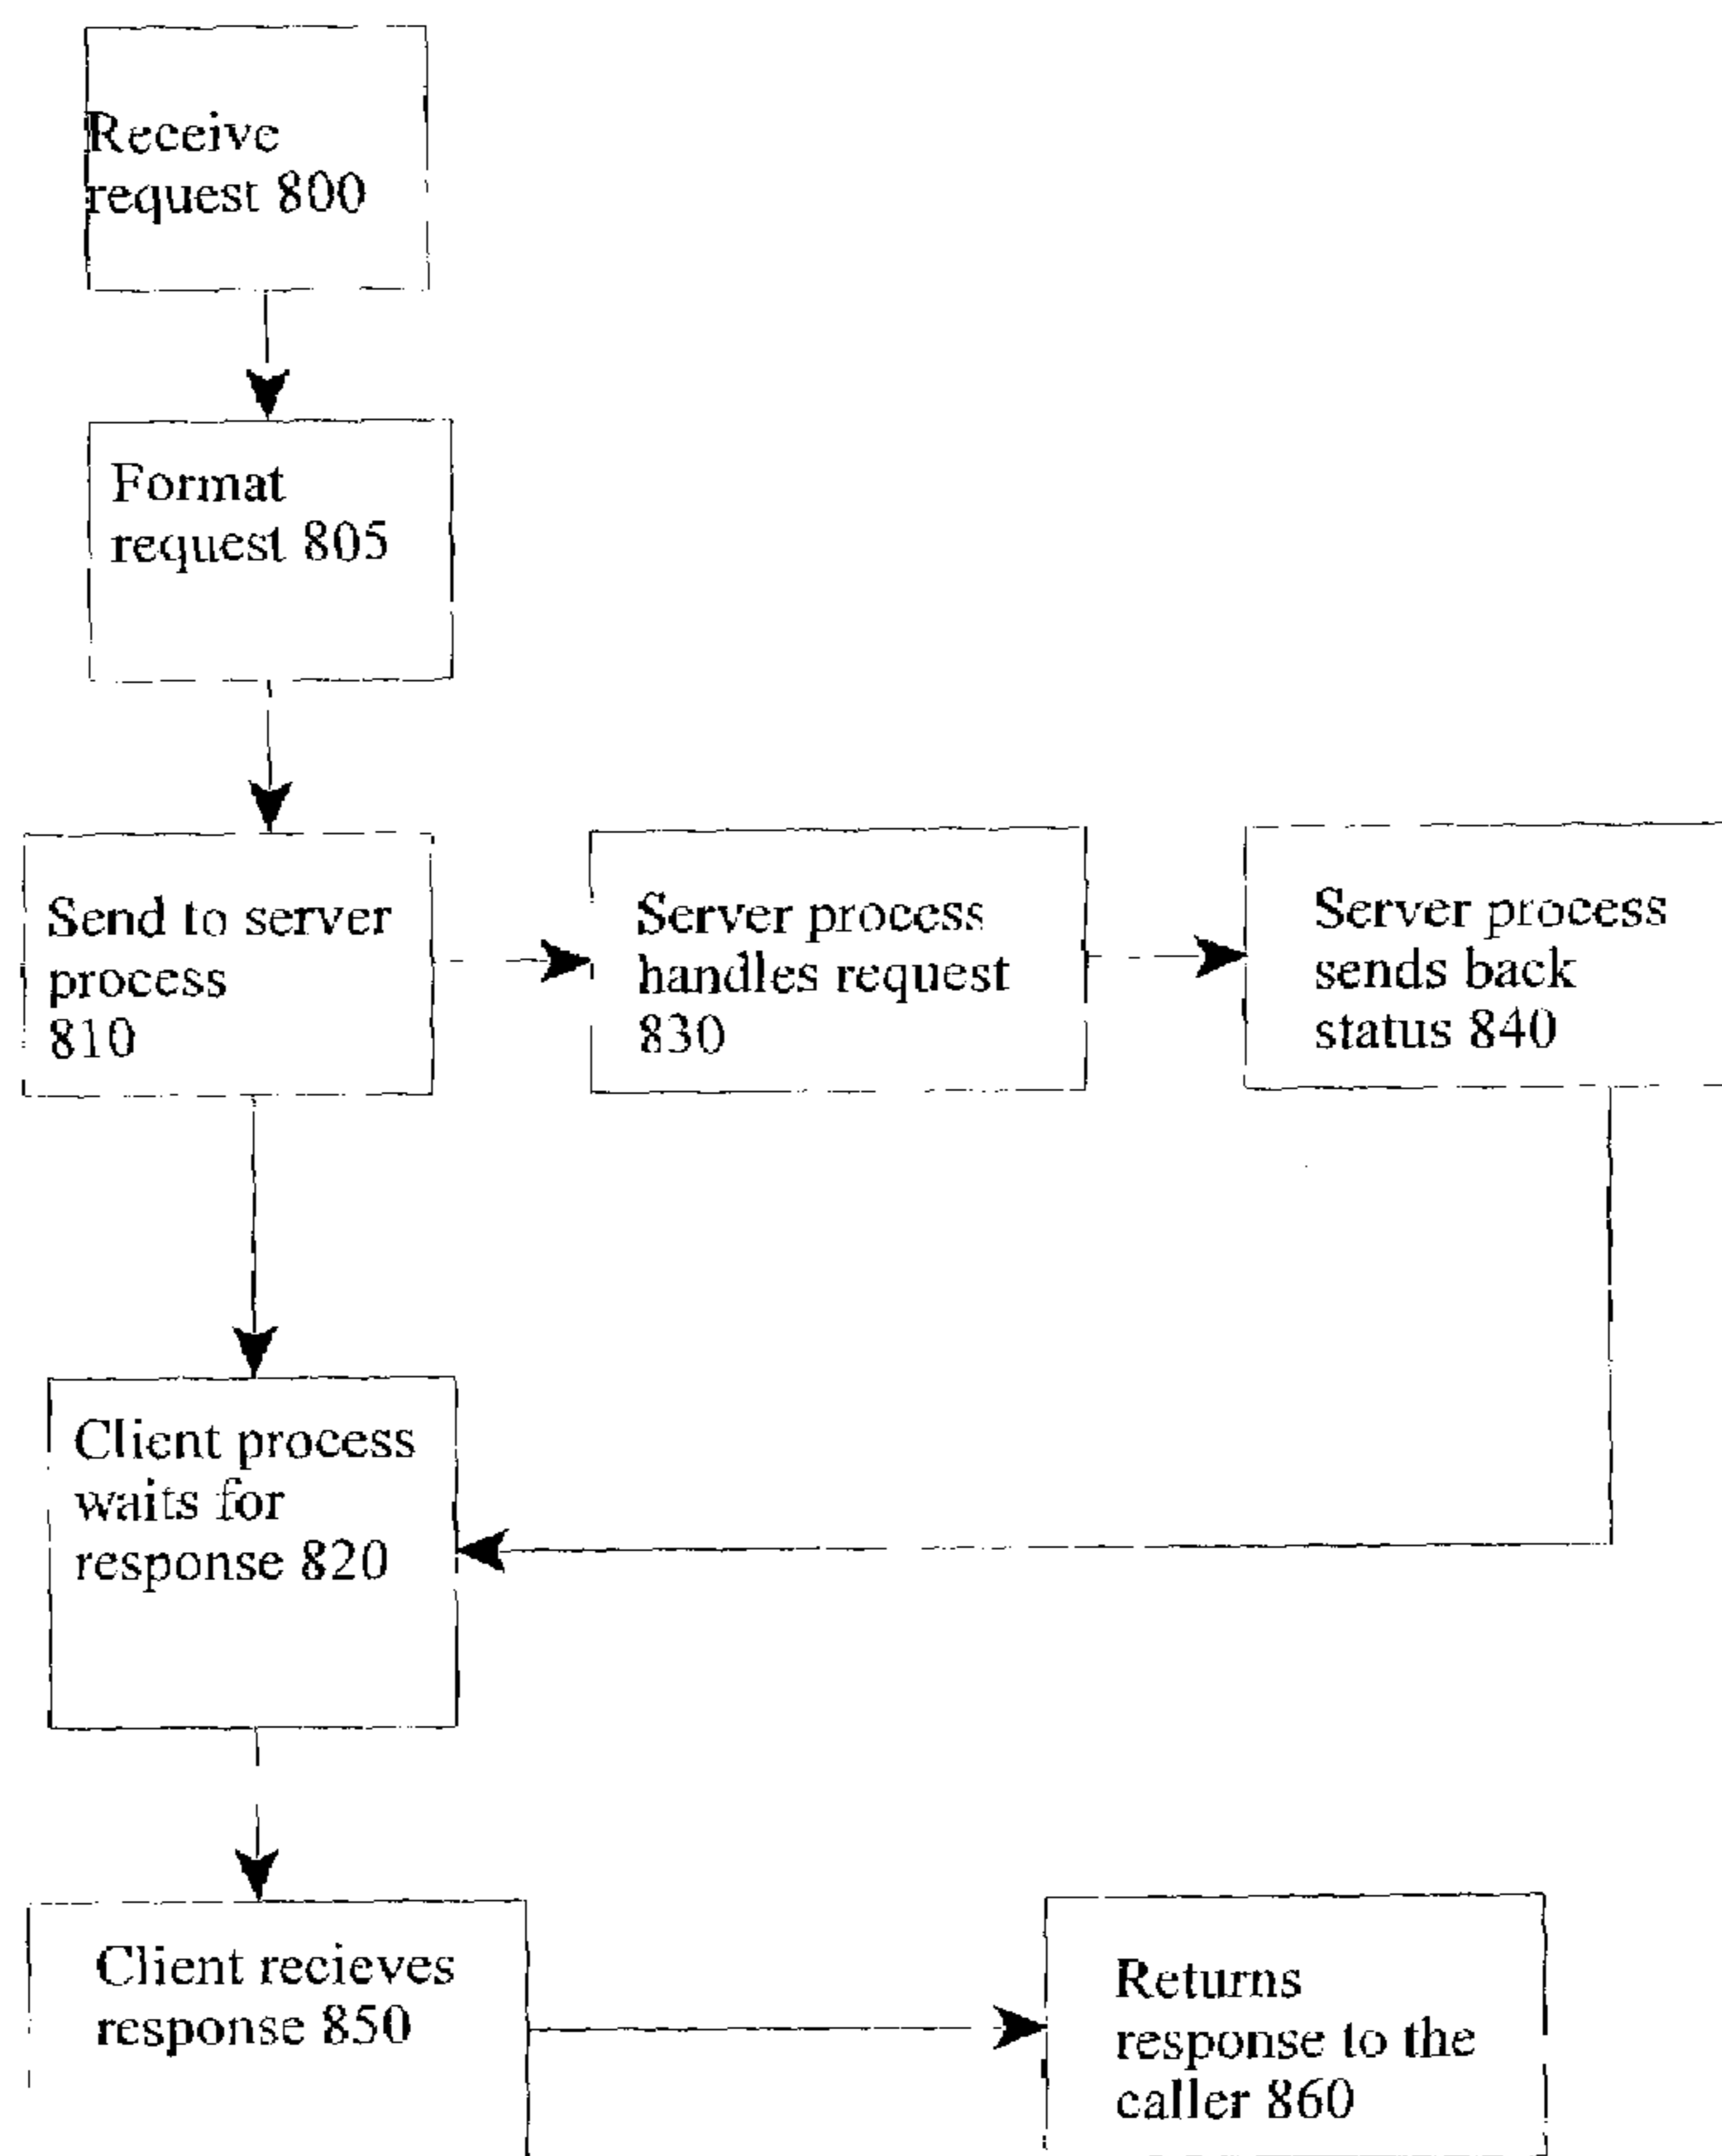 Receive
request 800
Format
request 805
Send to server
process
810
Server process
handles request
830
Server process
sends back
status 840
Client process
waits for
response 820
Client recieves
response 850
Returns
response to the
caller 860